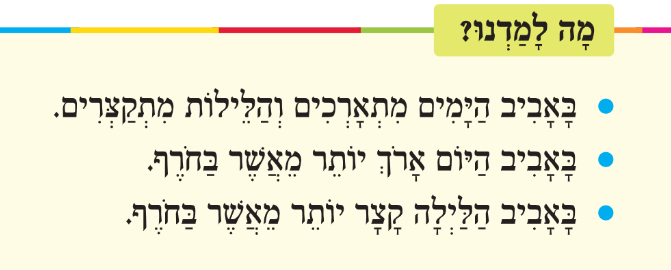 מָה לָמַדְנוּ?
בָּאָבִיב הַיָּמִים מִתְאָרְכִים וְהַלֵּילוֹת מִתְקַצְּרִים.
בָּאָבִיב הַיּוֹם אָרֹךְ יוֹתֵר מֵאֲשֶׁר בַּחֹרֶף.
בָּאָבִיב הַלַּיְלָה קָצָר יוֹתֵר מֵאֲשֶׁר בַּחֹרֶף.